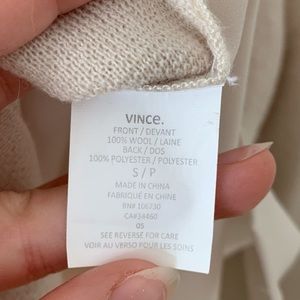 VINCE.
FRONT / DEVANT
100% WOOL / LAINE
BACK / DOS
100% POLYESTER / POLYESTER
S / P
MADE IN CHINA
FABRIQUÉ EN CHINE
RN# 106730
CA#34460
05
SEE REVERSE FOR CARE
VOIR AU VERSO POUR LES SOINS